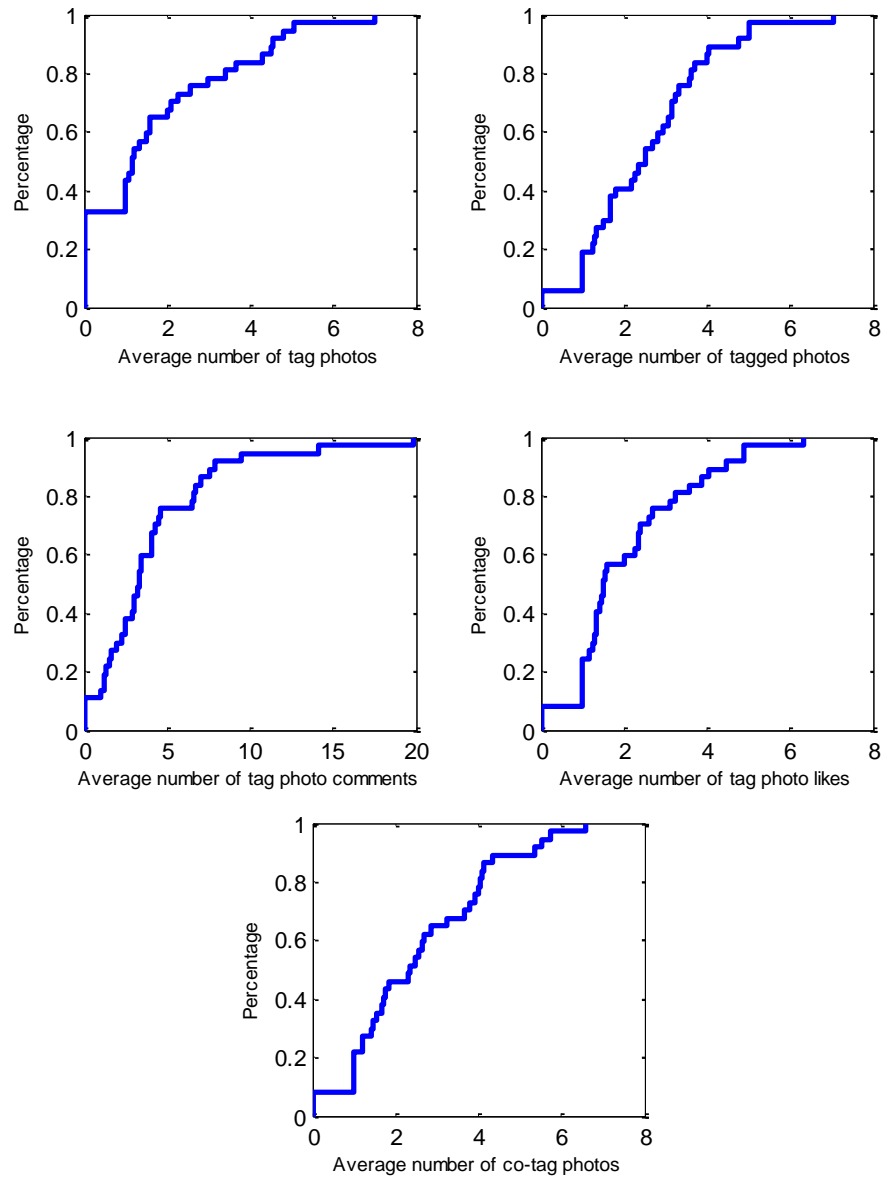 1
0.8
0.6
0.4
0.2
0
Percentage
0 2 4 6 8
Average number of tag photos
1
0.8
0.6
0.4
0.2
0
Percentage
0 2 4 6 8
Average number of tagged photos
1
0.8
0.6
0.4
0.2
0
Percentage
0 5 10 15 20
Average number of tag photo comments
1
0.8
0.6
0.4
0.2
0
Percentage
0 2 4 6 8
Average number of tag photo likes
1
0.8
0.6
0.4
0.2
0
Percentage
0 2 4 6 8
Average number of co-tag photos